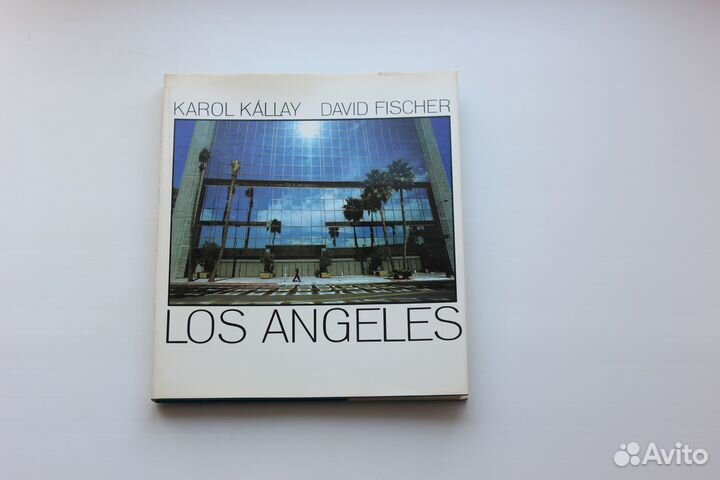 KAROL KÁLLAY DAVID FISCHER
LOS ANGELES
Avito